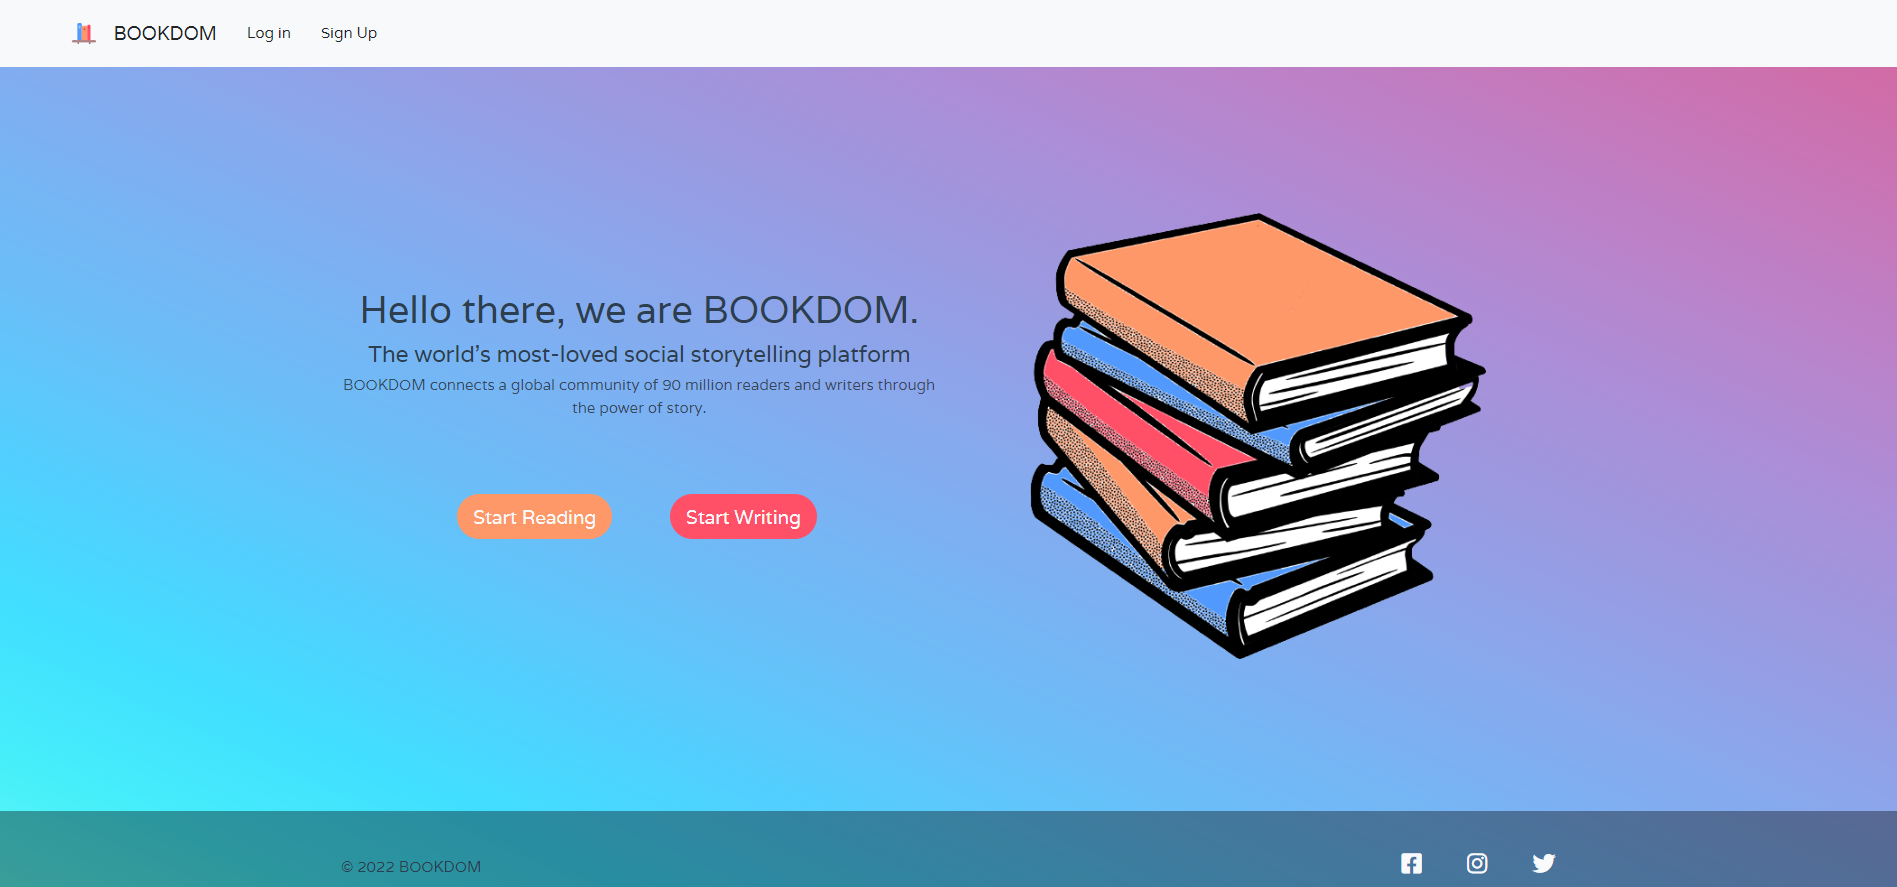 BOOKDOM Log in Sign Up
Hello there, we are BOOKDOM.
The world's most-loved social storytelling platform
BOOKDOM connects a global community of 90 million readers and writers through
the power of story.
Start Reading Start Writing
© 2022 BOOKDOM